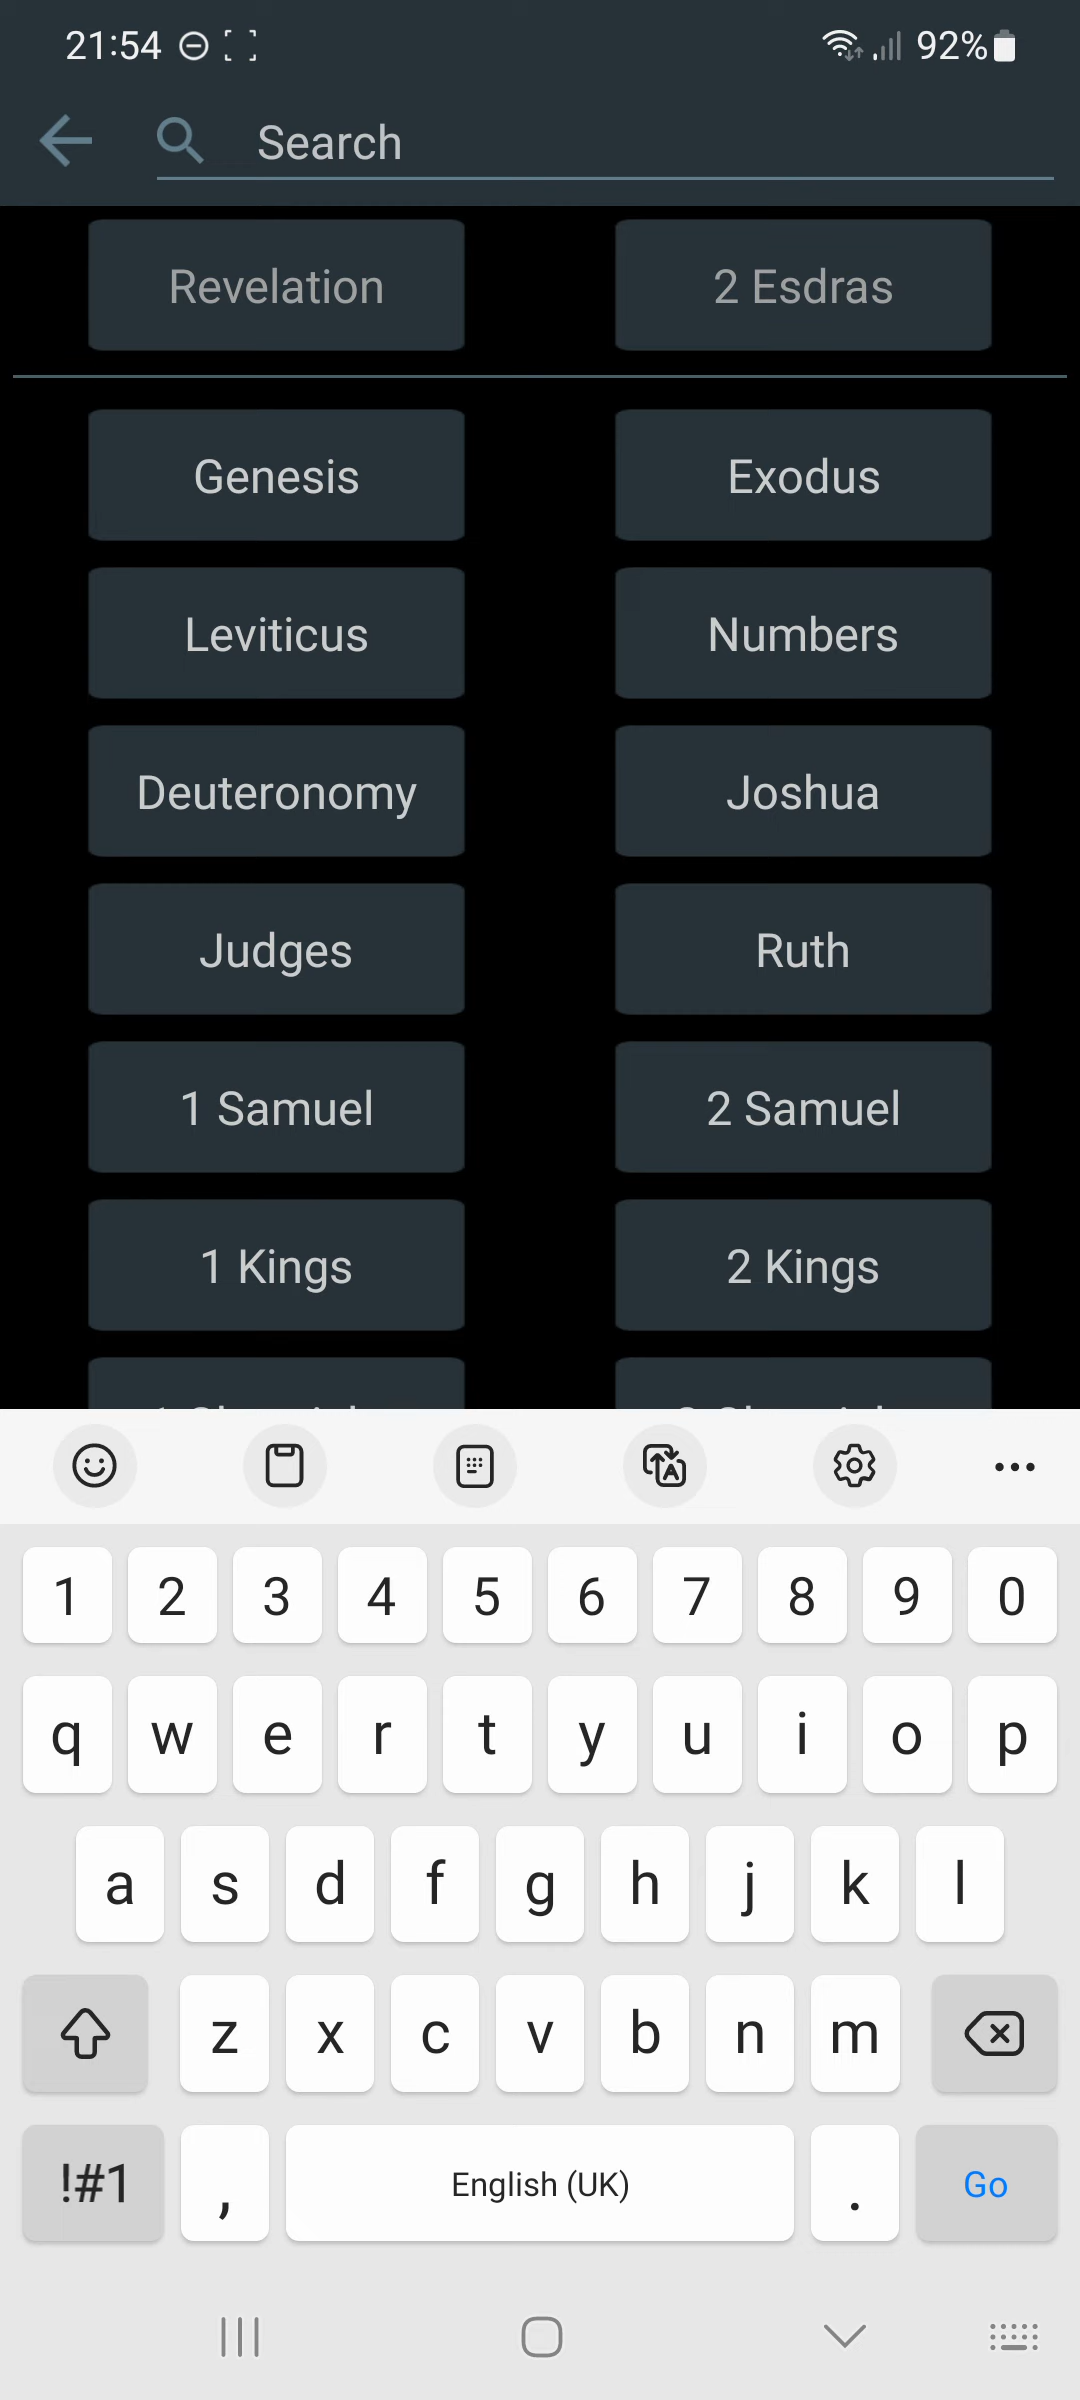 21:54 92%
Search
Revelation 2 Esdras
Genesis Exodus
Leviticus Numbers
Deuteronomy Joshua
Judges Ruth
1 Samuel 2 Samuel
1 Kings 2 Kings
1 2 3 4 5 6 7 8 9 0
q w e r t y u i o p
a s d f g h j k l
z x c v b n m
!#1 , English (UK) . Go